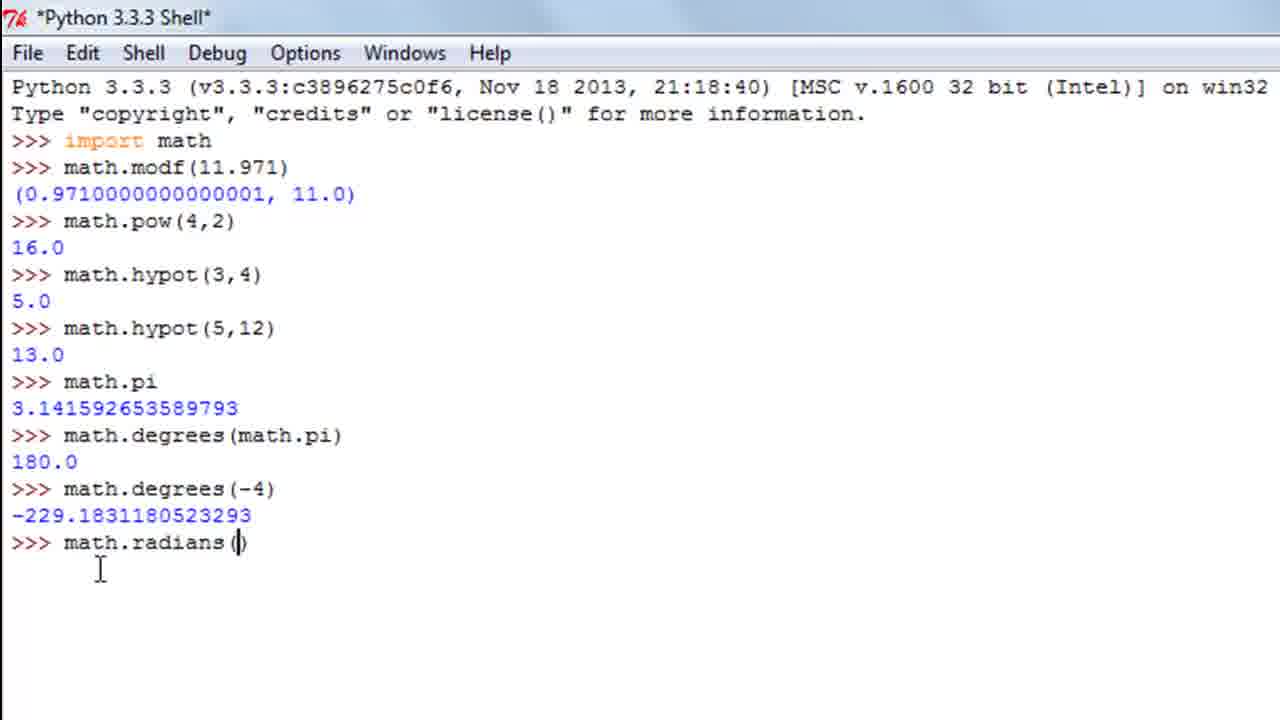 *Python 3.3.3 Shell*
File Edit Shell Debug Options Windows Help
Python 3.3.3 (v3.3.3:c3896275c0f6, Nov 18 2013, 21:18:40) [MSC v.1600 32 bit (Intel)] on win32
Type "copyright", "credits" or "license()" for more information.
>>> import math
>>> math.modf(11.971)
(0.9710000000000001, 11.0)
>>> math.pow(4,2)
16.0
>>> math.hypot(3,4)
5.0
>>> math.hypot(5,12)
13.0
>>> math.pi
3.141592653589793
>>> math.degrees(math.pi)
180.0
>>> math.degrees(-4)
-229.1831180523293
>>> math.radians()